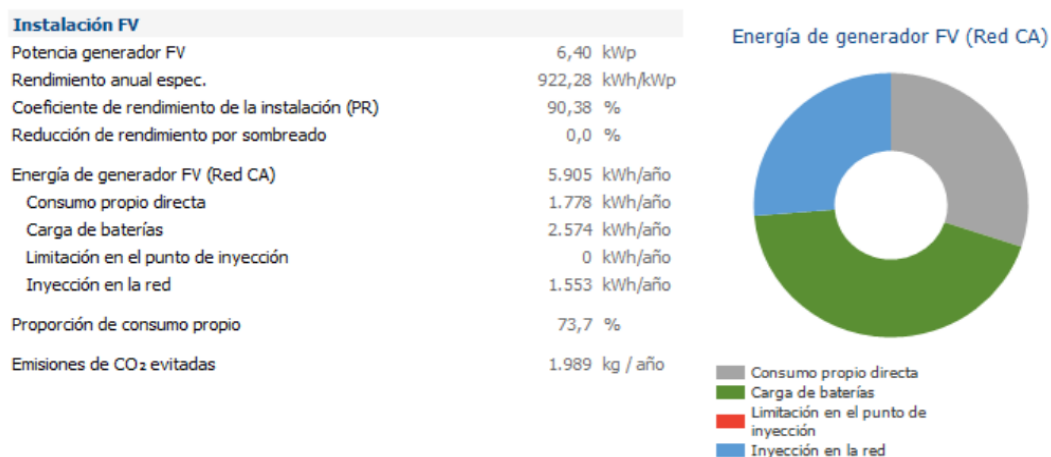 Instalación FV
Potencia generador FV 6,40 kWp
Rendimiento anual espec. 922,28 kWh/kWp
Coeficiente de rendimiento de la instalación (PR) 90,38 %
Reducción de rendimiento por sombreado 0,0 %
Energía de generador FV (Red CA) 5.905 kWh/año
Consumo propio directa 1.778 kWh/año
Carga de baterías 2.574 kWh/año
Limitación en el punto de inyección 0 kWh/año
Inyección en la red 1.553 kWh/año
Proporción de consumo propio 73,7 %
Emisiones de CO₂ evitadas 1.989 kg / año
Energía de generador FV (Red CA)
Consumo propio directa
Carga de baterías
Limitación en el punto de
inyección
Inyección en la red